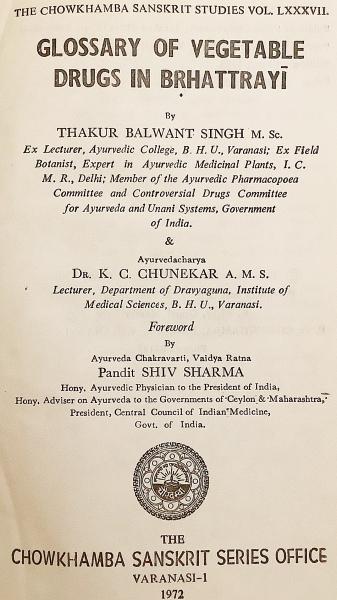 THE CHOWKHAMBA SANSKRIT STUDIES VOL. LXXXVII.
GLOSSARY OF VEGETABLE
DRUGS IN BRHATTRAYĪ
By
THAKUR BALWANT SINGH M. Sc.
Ex Lecturer, Ayurvedic College, B. H. U., Varanasi; Ex Field
Botanist, Expert in Ayurvedic Medicinal Plants, I. C.
M. R., Delhi; Member of the Ayurvedic Pharmacopoea
Committee and Controversial Drugs Committee
for Ayurveda and Unani Systems, Government
of India.
&
Ayurvedacharya
DR. K. C. CHUNEKAR A. M. S.
Lecturer, Department of Dravyaguna, Institute of
Medical Sciences, B. H. U., Varanasi.
Foreword
By
Ayurveda Chakravarti, Vaidya Ratna
Pandit SHIV SHARMA
Hony. Ayurvedic Physician to the President of India,
Hony. Adviser on Ayurveda to the Governments of Ceylon & Maharashtra,
President, Central Council of Indian Medicine,
Govt. of India.
THE
CHOWKHAMBA SANSKRIT SERIES OFFICE
VARANASI-1
1972